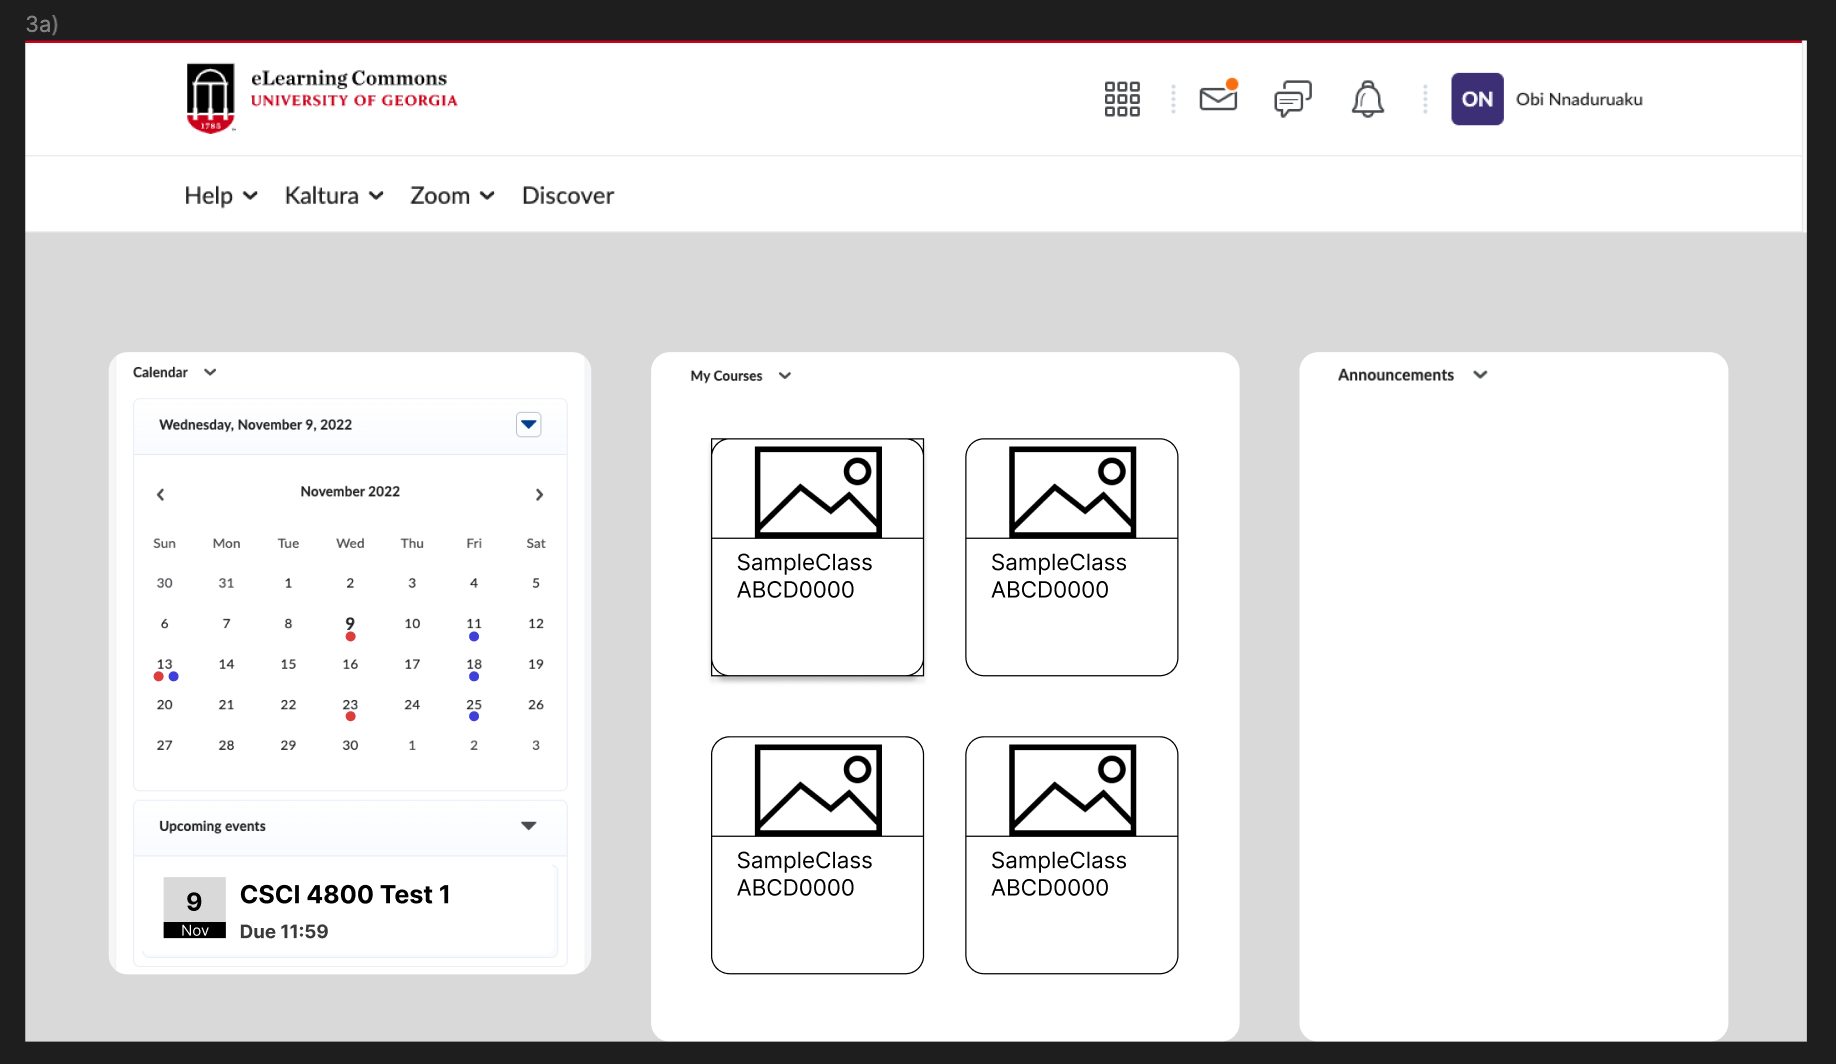 3a)
eLearning Commons
UNIVERSITY OF GEORGIA
1785
ON
Obi Nnaduruaku
Help
Kaltura
Zoom
Discover
Calendar
Wednesday, November 9, 2022
November 2022
Sun Mon Tue Wed Thu Fri Sat
30 31 1 2 3 4 5
6 7 8 9 10 11 12
13 14 15 16 17 18 19
20 21 22 23 24 25 26
27 28 29 30 1 2 3
Upcoming events
9
Nov
CSCI 4800 Test 1
Due 11:59
My Courses
SampleClass
ABCD0000
SampleClass
ABCD0000
SampleClass
ABCD0000
SampleClass
ABCD0000
Announcements